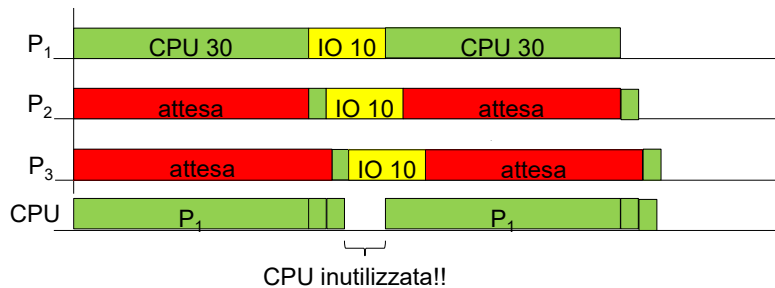 P1 CPU 30 IO 10 CPU 30
P2 attesa IO 10 attesa
P3 attesa IO 10 attesa
CPU P1 P1
CPU inutilizzata!!